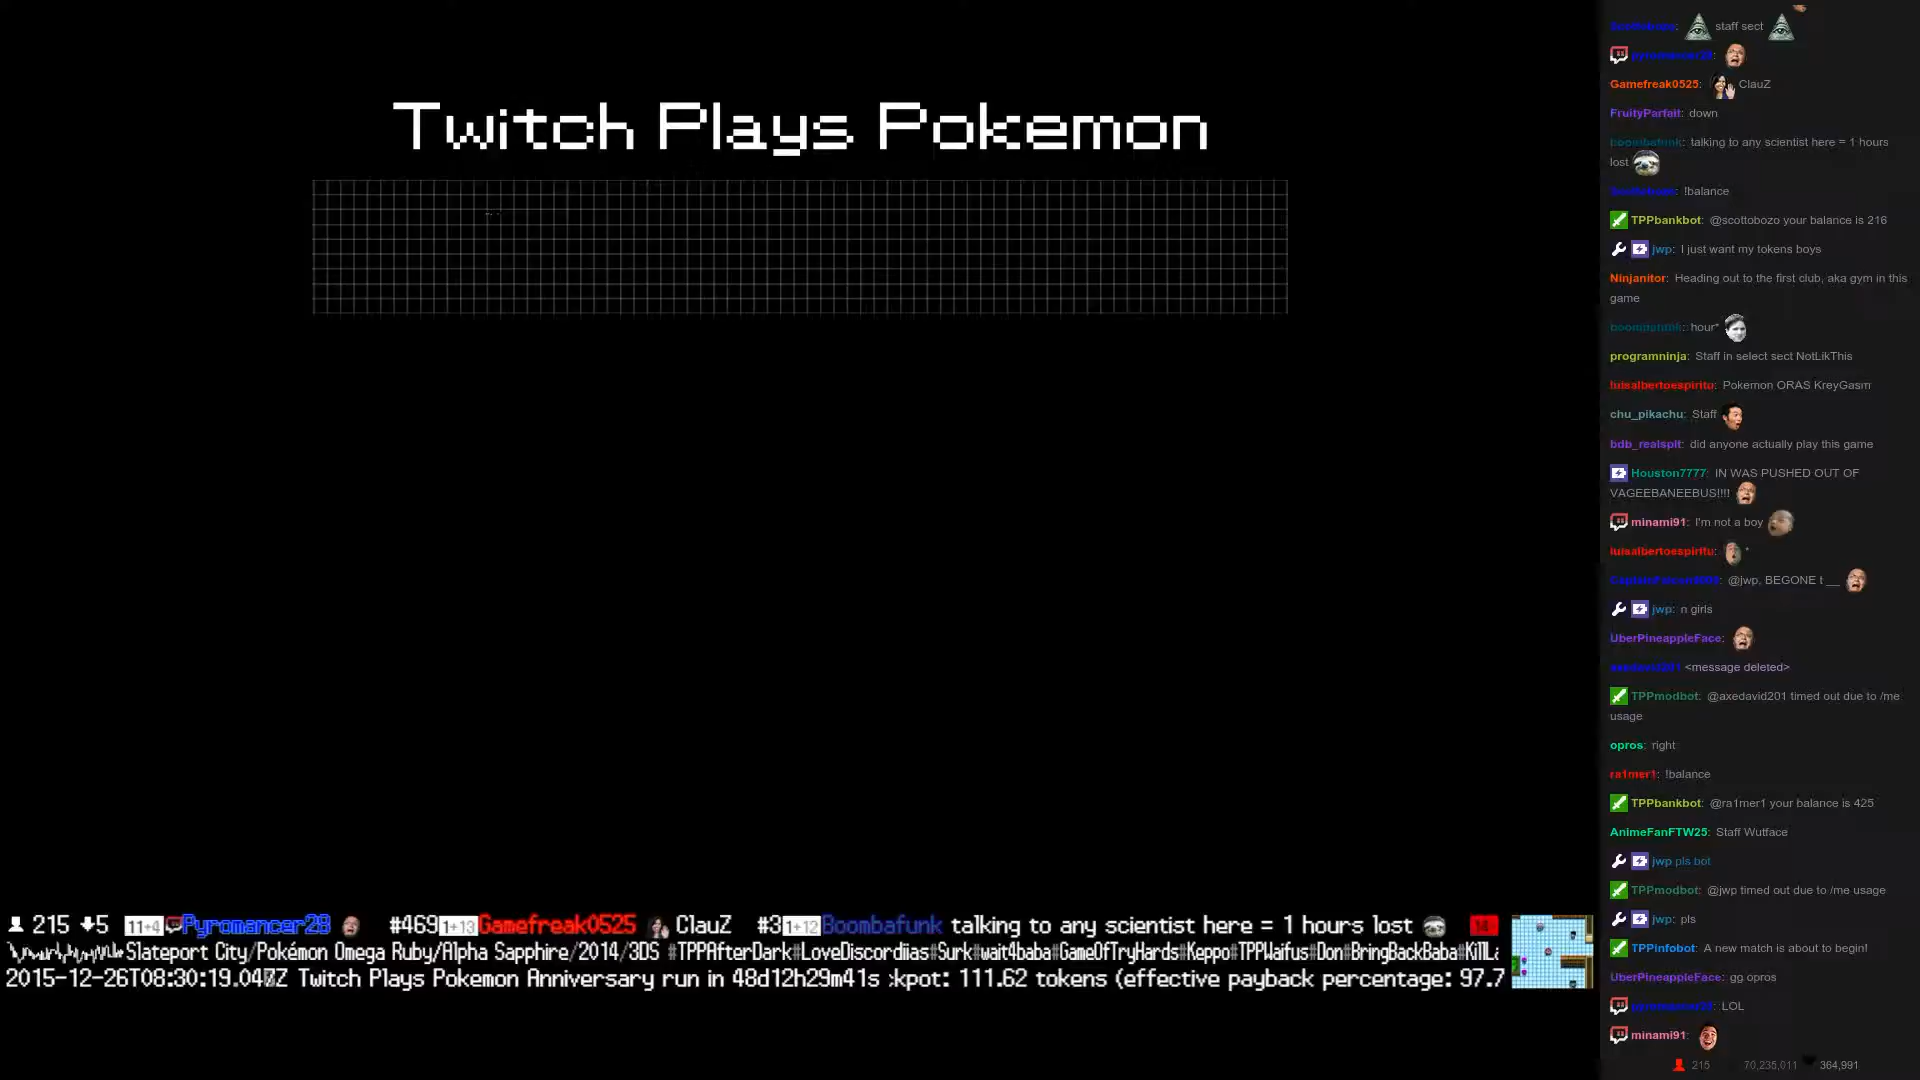 Twitch Plays Pokemon
215 5 11+4 Pyromancer28 #469 1+13 Gamefreak0525 ClauZ #3 1+12 Boombafunk talking to any scientist here = 1 hours lost
Slateport City/Pokémon Omega Ruby/Alpha Sapphire/2014/3DS #TPPAfterDark#LoveDiscordiias#Surk#wait4baba#GameOfTryHards#Keppo#TPPWaifus#Don#BringBackBaba#KillLa
Twitch Plays Pokemon Anniversary run in 48d12h29m41s :kpot: 111.62 tokens (effective payback percentage: 97.7
staff sect
Gamefreak0525: ClauZ
FruityParfait: down
talking to any scientist here = 1 hours
lost
!balance
TPPbankbot: @scottobozo your balance is 216
jwp: I just want my tokens boys
Ninjanitor: Heading out to the first club, aka gym in this
game
hour*
programninja: Staff in select sect NotLikThis
luisalbertoespiritu: Pokemon ORAS KreyGasm
chu_pikachu: Staff
bdb_realsplt: did anyone actually play this game
Houston7777: IN WAS PUSHED OUT OF
VAGEEBANEEBUS!!!!
minami91: I'm not a boy
luisalbertoespiritu: *
@jwp, BEGONE t __
jwp: n girls
UberPineappleFace:
<message deleted>
TPPmodbot: @axedavid201 timed out due to /me
usage
opros: right
ra1mer1: !balance
TPPbankbot: @ra1mer1 your balance is 425
AnimeFanFTW25: Staff Wutface
jwp pls bot
TPPmodbot: @jwp timed out due to /me usage
jwp: pls
TPPinfobot: A new match is about to begin!
UberPineappleFace: gg opros
pyromancer28: LOL
minami91:
215 70,235,011 364,991